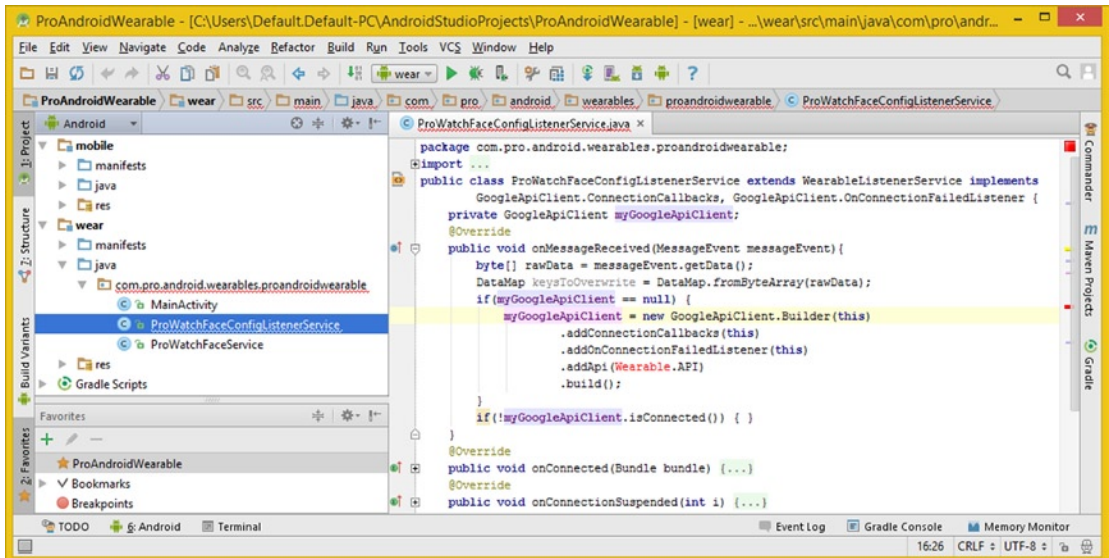 ProAndroidWearable - [C:\Users\Default.Default-PC\AndroidStudioProjects\ProAndroidWearable] - [wear] - ...\wear\src\main\java\com\pro\andr...
File Edit View Navigate Code Analyze Refactor Build Run Tools VCS Window Help
wear
ProAndroidWearable wear src main java com pro android wearables proandroidwearable ProWatchFaceConfigListenerService
1: Project
Z: Structure
Build Variants
2: Favorites
Android
mobile
manifests
java
res
wear
manifests
java
com.pro.android.wearables.proandroidwearable
MainActivity
ProWatchFaceConfigListenerService
ProWatchFaceService
res
Gradle Scripts
Favorites
ProAndroidWearable
Bookmarks
Breakpoints
ProWatchFaceConfigListenerService.java
package com.pro.android.wearables.proandroidwearable;
import ...
public class ProWatchFaceConfigListenerService extends WearableListenerService implements
GoogleApiClient.ConnectionCallbacks, GoogleApiClient.OnConnectionFailedListener {
private GoogleApiClient myGoogleApiClient;
@Override
public void onMessageReceived(MessageEvent messageEvent){
byte[] rawData = messageEvent.getData();
DataMap keysToOverwrite = DataMap.fromByteArray(rawData);
if(myGoogleApiClient == null) {
myGoogleApiClient = new GoogleApiClient.Builder(this)
.addConnectionCallbacks(this)
.addOnConnectionFailedListener(this)
.addApi(Wearable.API)
.build();
}
if(!myGoogleApiClient.isConnected()) { }
}
@Override
public void onConnected(Bundle bundle) {...}
@Override
public void onConnectionSuspended(int i) {...}
Commander
m Maven Projects
Gradle
TODO 6: Android Terminal Event Log Gradle Console Memory Monitor
16:26 CRLF UTF-8